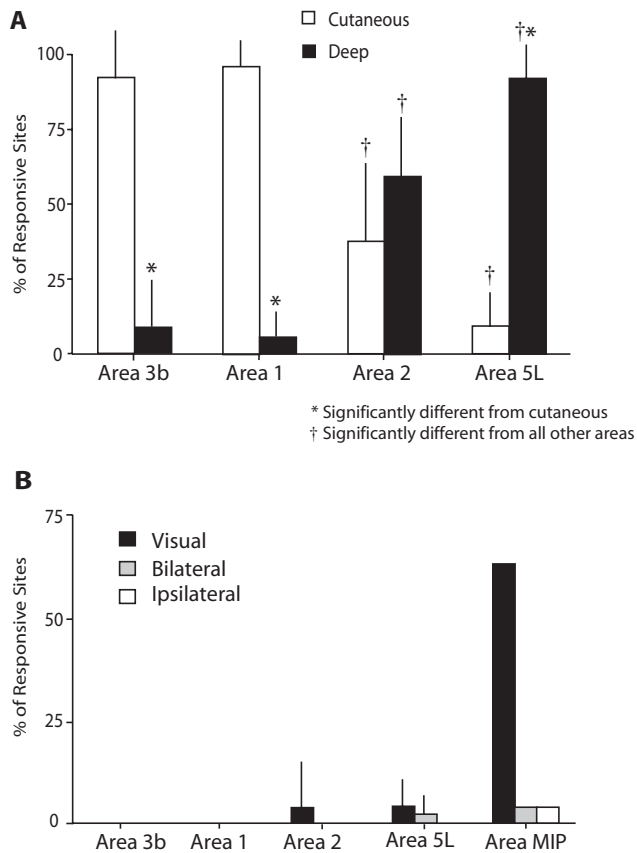 A
Cutaneous
Deep
% of Responsive Sites
100
75
50
25
0
†
†
†*
*
*
†
Area 3b Area 1 Area 2 Area 5L
* Significantly different from cutaneous
† Significantly different from all other areas
B
Visual
Bilateral
Ipsilateral
% of Responsive Sites
75
50
25
0
Area 3b Area 1 Area 2 Area 5L Area MIP